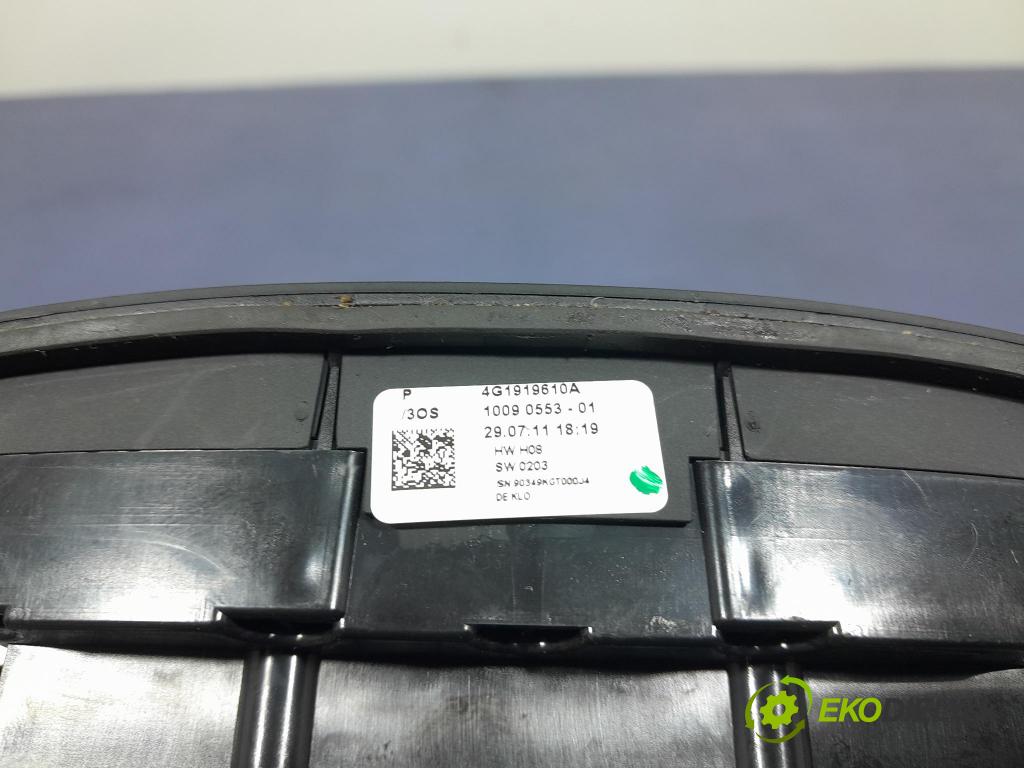 P 4G1919610A
/3OS 1009 0553 - 01
29.07.11 18:19
HW H08
SW 0203
SN 90349KGT000J4
DE KLO
EKO